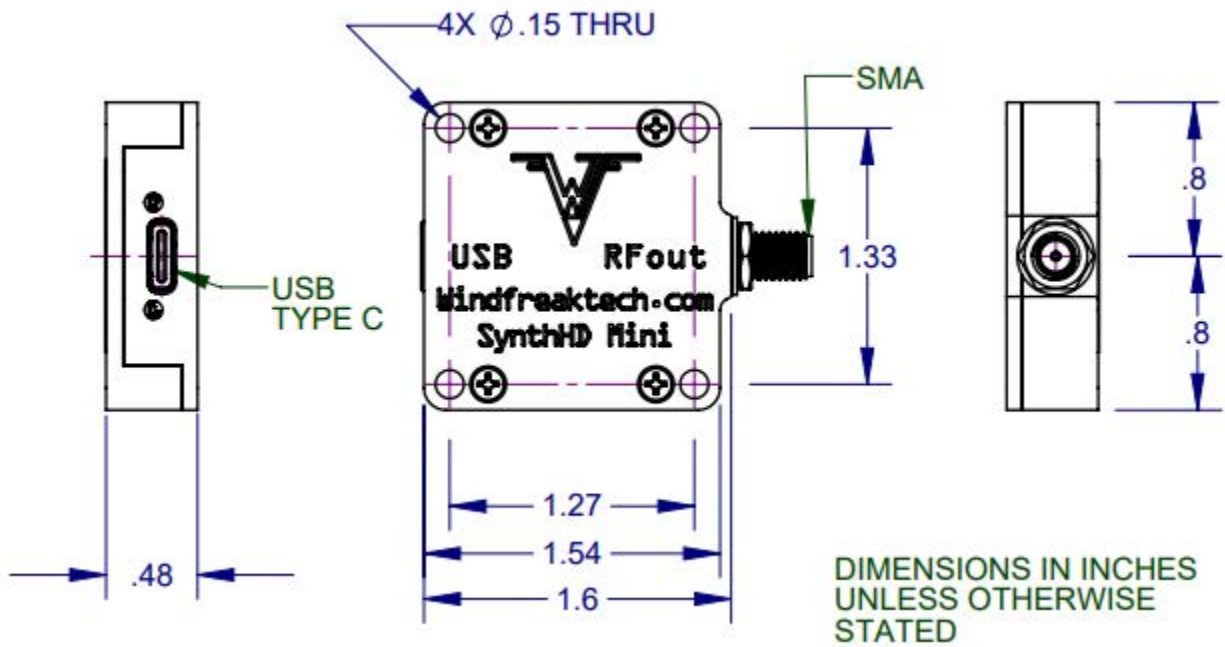 4X Ø.15 THRU
SMA
.8
1.33
USB RFout
Windfreaktech.com
SynthHD Mini
USB
TYPE C
.8
1.27
1.54
1.6
.48
DIMENSIONS IN INCHES
UNLESS OTHERWISE
STATED